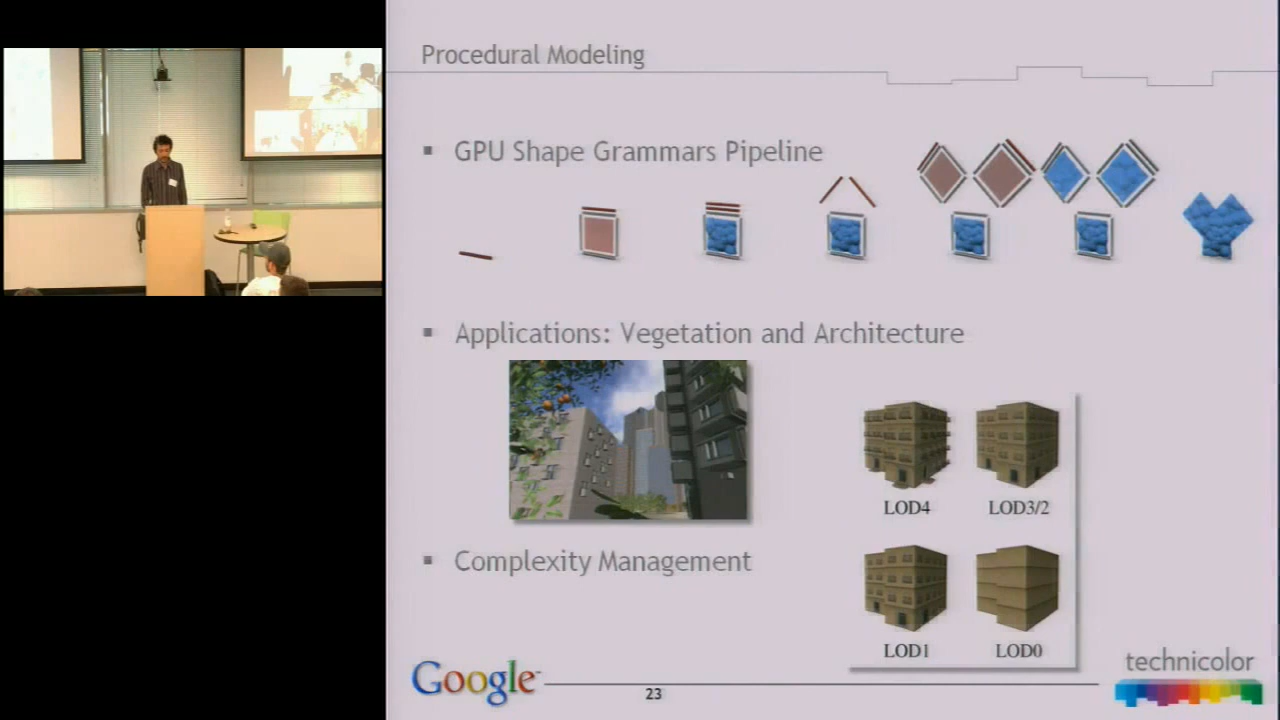 Procedural Modeling
▪ GPU Shape Grammars Pipeline
▪ Applications: Vegetation and Architecture
LOD4
LOD3/2
▪ Complexity Management
LOD1
LOD0
Google™
23
technicolor